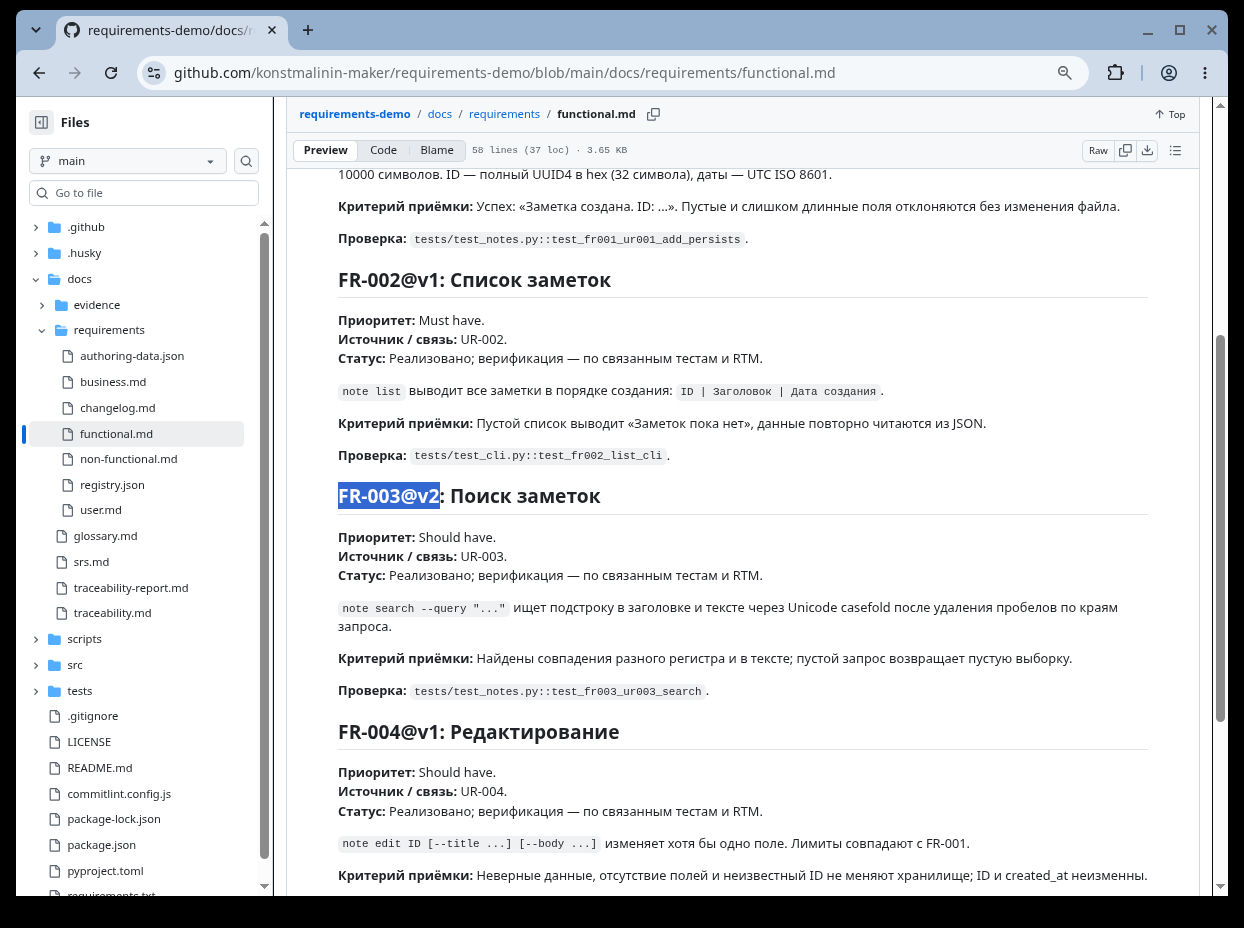 requirements-demo/docs/r
github.com/konstmalinin-maker/requirements-demo/blob/main/docs/requirements/functional.md
Files
main
Go to file
.github
.husky
docs
evidence
requirements
authoring-data.json
business.md
changelog.md
functional.md
non-functional.md
registry.json
user.md
glossary.md
srs.md
traceability-report.md
traceability.md
scripts
src
tests
.gitignore
LICENSE
README.md
commitlint.config.js
package-lock.json
package.json
pyproject.toml
requirements.txt
requirements-demo / docs / requirements / functional.md
Top
Preview Code Blame 58 lines (37 loc) · 3.65 KB
Raw
10000 символов. ID — полный UUID4 в hex (32 символа), даты — UTC ISO 8601.
Критерий приёмки: Успех: «Заметка создана. ID: ...». Пустые и слишком длинные поля отклоняются без изменения файла.
Проверка: tests/test_notes.py::test_fr001_ur001_add_persists.
FR-002@v1: Список заметок
Приоритет: Must have.
Источник / связь: UR-002.
Статус: Реализовано; верификация — по связанным тестам и RTM.
note list выводит все заметки в порядке создания: ID | Заголовок | Дата создания.
Критерий приёмки: Пустой список выводит «Заметок пока нет», данные повторно читаются из JSON.
Проверка: tests/test_cli.py::test_fr002_list_cli.
FR-003@v2: Поиск заметок
Приоритет: Should have.
Источник / связь: UR-003.
Статус: Реализовано; верификация — по связанным тестам и RTM.
note search --query "..." ищет подстроку в заголовке и тексте через Unicode casefold после удаления пробелов по краям
запроса.
Критерий приёмки: Найдены совпадения разного регистра и в тексте; пустой запрос возвращает пустую выборку.
Проверка: tests/test_notes.py::test_fr003_ur003_search.
FR-004@v1: Редактирование
Приоритет: Should have.
Источник / связь: UR-004.
Статус: Реализовано; верификация — по связанным тестам и RTM.
note edit ID [--title ...] [--body ...] изменяет хотя бы одно поле. Лимиты совпадают с FR-001.
Критерий приёмки: Неверные данные, отсутствие полей и неизвестный ID не меняют хранилище; ID и created_at неизменны.